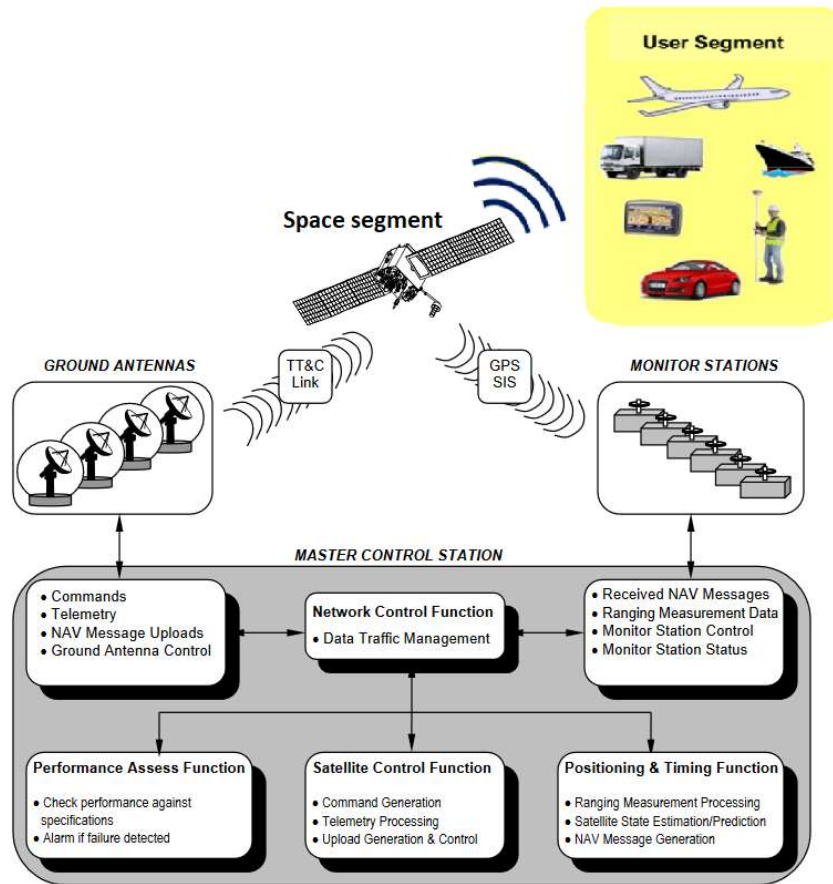 User Segment
Space segment
GROUND ANTENNAS
TT&C
Link
GPS
SIS
MONITOR STATIONS
MASTER CONTROL STATION
● Commands
● Telemetry
● NAV Message Uploads
● Ground Antenna Control
Network Control Function
● Data Traffic Management
● Received NAV Messages
● Ranging Measurement Data
● Monitor Station Control
● Monitor Station Status
Performance Assess Function
● Check performance against
specifications
● Alarm if failure detected
Satellite Control Function
● Command Generation
● Telemetry Processing
● Upload Generation & Control
Positioning & Timing Function
● Ranging Measurement Processing
● Satellite State Estimation/Prediction
● NAV Message Generation